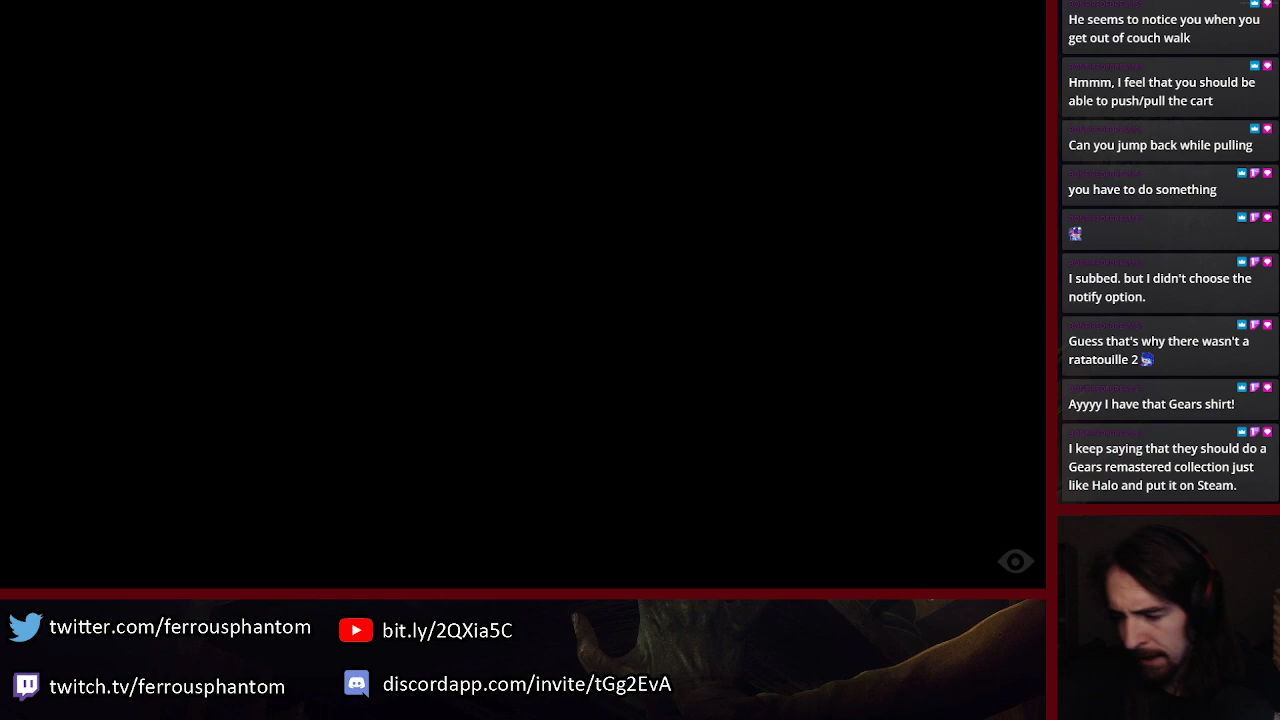 He seems to notice you when you
get out of couch walk
Hmmm, I feel that you should be
able to push/pull the cart
Can you jump back while pulling
you have to do something
I subbed. but I didn't choose the
notify option.
Guess that's why there wasn't a
ratatouille 2
Ayyyy I have that Gears shirt!
I keep saying that they should do a
Gears remastered collection just
like Halo and put it on Steam.
twitter.com/ferrousphantom
bit.ly/2QXia5C
twitch.tv/ferrousphantom
discordapp.com/invite/tGg2EvA